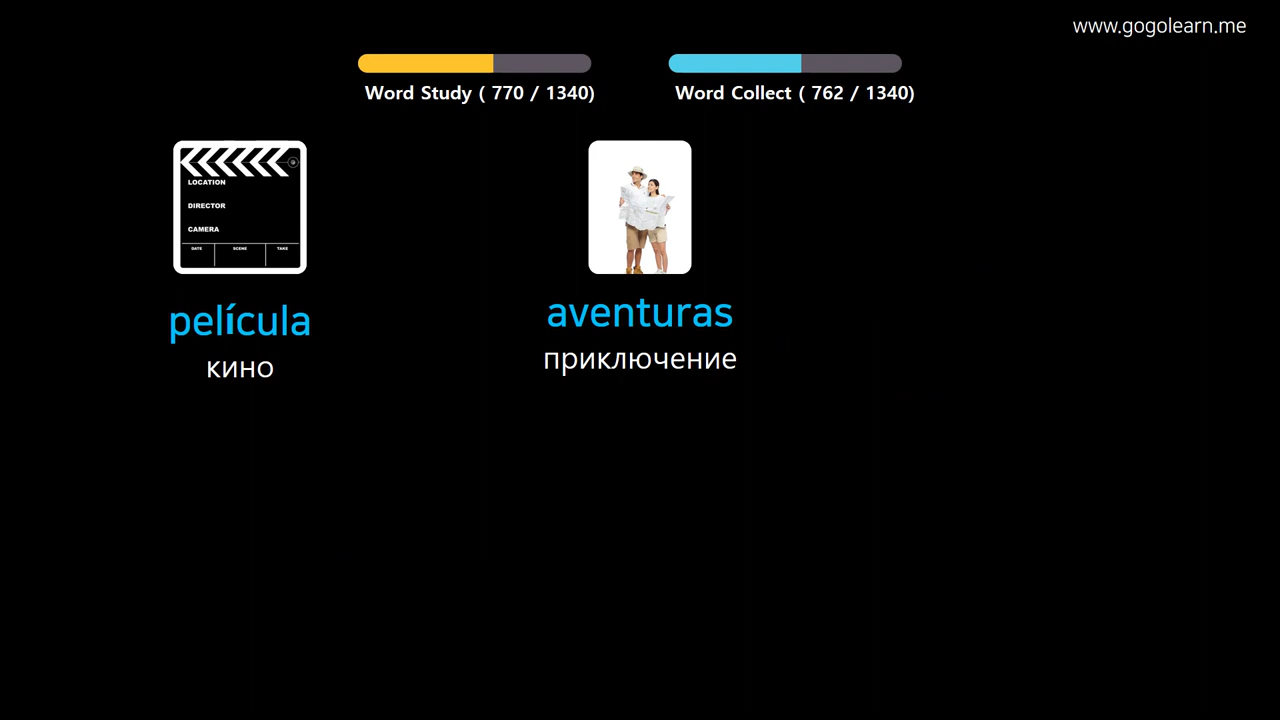 www.gogolearn.me
Word Study ( 770 / 1340)
Word Collect ( 762 / 1340)
LOCATION
DIRECTOR
CAMERA
DATE SCENE TAKE
película
кино
aventuras
приключение